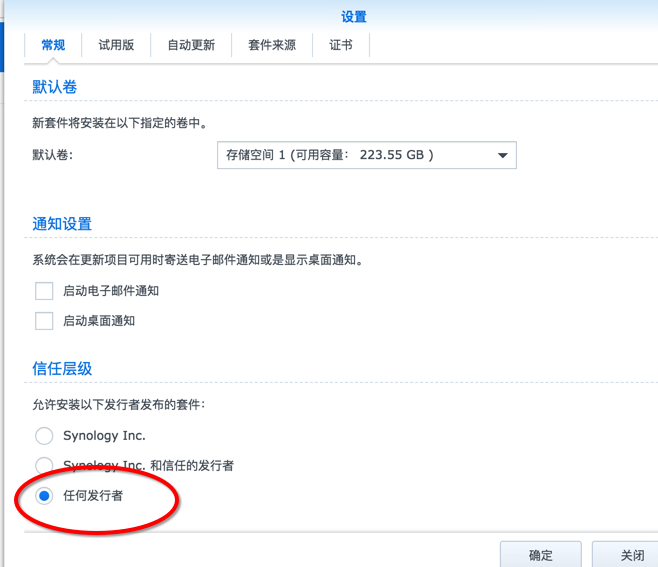 设置
常规 试用版 自动更新 套件来源 证书
默认卷
新套件将安装在以下指定的卷中。
默认卷: 存储空间 1 (可用容量: 223.55 GB )
通知设置
系统会在更新项目可用时寄送电子邮件通知或是显示桌面通知。
启动电子邮件通知
启动桌面通知
信任层级
允许安装以下发行者发布的套件:
Synology Inc.
Synology Inc. 和信任的发行者
任何发行者
确定 关闭